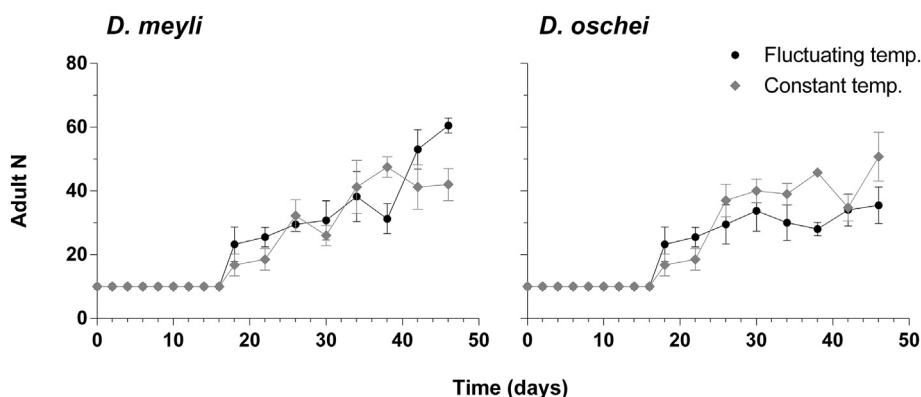 D. meyli
D. oschei
Fluctuating temp.
Constant temp.
80
60
40
20
0
Adult N
0 10 20 30 40 50
0 10 20 30 40 50
Time (days)